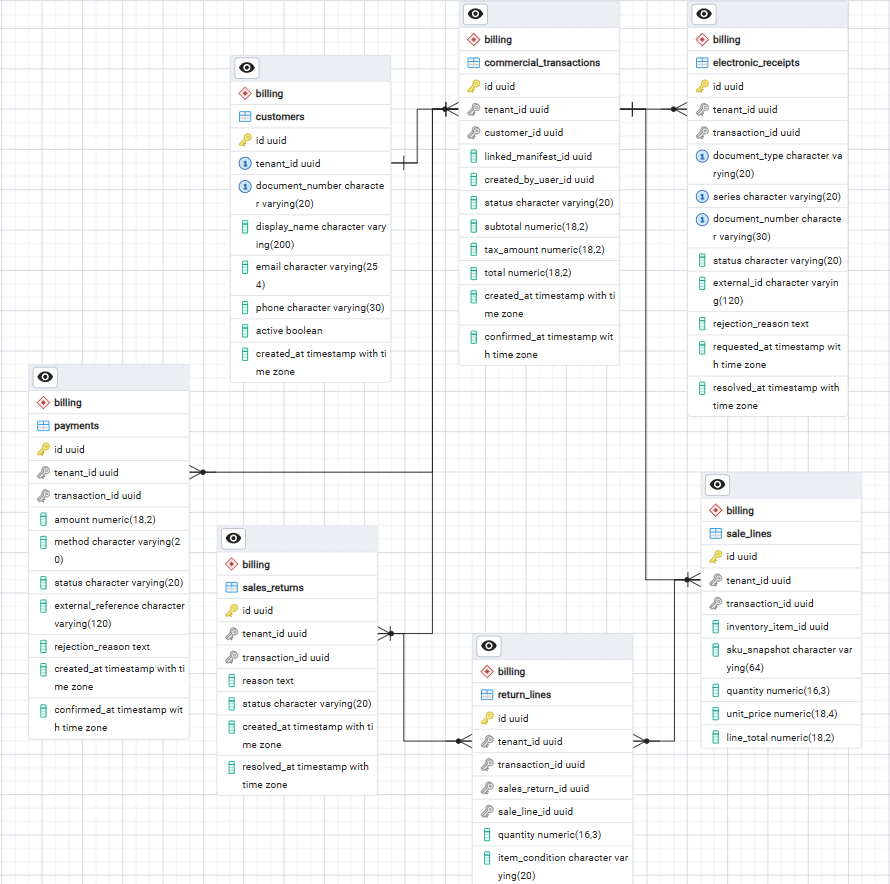 billing
customers
id uuid
tenant_id uuid
document_number characte
r varying(20)
display_name character vary
ing(200)
email character varying(25
4)
phone character varying(30)
active boolean
created_at timestamp with ti
me zone
billing
commercial_transactions
id uuid
tenant_id uuid
customer_id uuid
linked_manifest_id uuid
created_by_user_id uuid
status character varying(20)
subtotal numeric(18,2)
tax_amount numeric(18,2)
total numeric(18,2)
created_at timestamp with ti
me zone
confirmed_at timestamp wit
h time zone
billing
electronic_receipts
id uuid
tenant_id uuid
transaction_id uuid
document_type character va
rying(20)
series character varying(20)
document_number characte
r varying(30)
status character varying(20)
external_id character varyin
g(120)
rejection_reason text
requested_at timestamp wit
h time zone
resolved_at timestamp with
time zone
billing
payments
id uuid
tenant_id uuid
transaction_id uuid
amount numeric(18,2)
method character varying(2
0)
status character varying(20)
external_reference character
varying(120)
rejection_reason text
created_at timestamp with ti
me zone
confirmed_at timestamp wit
h time zone
billing
sales_returns
id uuid
tenant_id uuid
transaction_id uuid
reason text
status character varying(20)
created_at timestamp with ti
me zone
resolved_at timestamp with
time zone
billing
return_lines
id uuid
tenant_id uuid
transaction_id uuid
sales_return_id uuid
sale_line_id uuid
quantity numeric(16,3)
item_condition character var
ying(20)
billing
sale_lines
id uuid
tenant_id uuid
transaction_id uuid
inventory_item_id uuid
sku_snapshot character var
ying(64)
quantity numeric(16,3)
unit_price numeric(18,4)
line_total numeric(18,2)